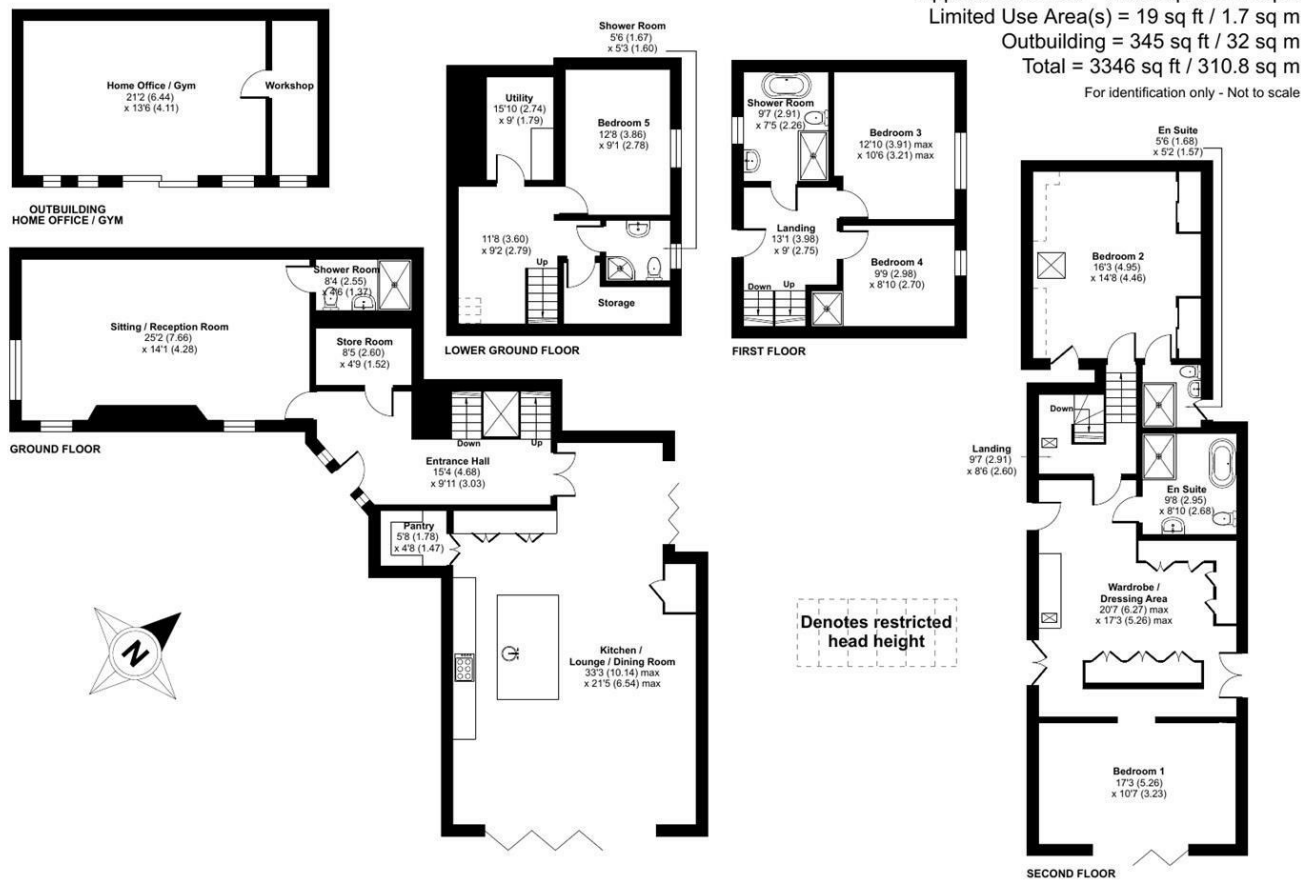 Limited Use Area(s) = 19 sq ft / 1.7 sq m
Outbuilding = 345 sq ft / 32 sq m
Total = 3346 sq ft / 310.8 sq m
For identification only - Not to scale
Home Office / Gym
21'2 (6.44)
x 13'6 (4.11)
Workshop
OUTBUILDING
HOME OFFICE / GYM
Shower Room
5'6 (1.67)
x 5'3 (1.60)
Utility
15'10 (2.74)
x 9' (1.79)
Bedroom 5
12'8 (3.86)
x 9'1 (2.78)
11'8 (3.60)
x 9'2 (2.79)
Up
Storage
LOWER GROUND FLOOR
Shower Room
9'7 (2.91)
x 7'5 (2.26)
Bedroom 3
12'10 (3.91) max
x 10'6 (3.21) max
Landing
13'1 (3.98)
x 9' (2.75)
Bedroom 4
9'9 (2.98)
x 8'10 (2.70)
Down
Up
FIRST FLOOR
Shower Room
8'4 (2.55)
x 4'6 (1.37)
Sitting / Reception Room
25'2 (7.66)
x 14'1 (4.28)
Store Room
8'5 (2.60)
x 4'9 (1.52)
GROUND FLOOR
Down
Up
Entrance Hall
15'4 (4.68)
x 9'11 (3.03)
Pantry
5'8 (1.78)
x 4'8 (1.47)
Kitchen /
Lounge / Dining Room
33'3 (10.14) max
x 21'5 (6.54) max
N
Denotes restricted
head height
En Suite
5'6 (1.68)
x 5'2 (1.57)
Bedroom 2
16'3 (4.95)
x 14'8 (4.46)
Down
Landing
9'7 (2.91)
x 8'6 (2.60)
En Suite
9'8 (2.95)
x 8'10 (2.68)
Wardrobe /
Dressing Area
20'7 (6.27) max
x 17'3 (5.26) max
Bedroom 1
17'3 (5.26)
x 10'7 (3.23)
SECOND FLOOR